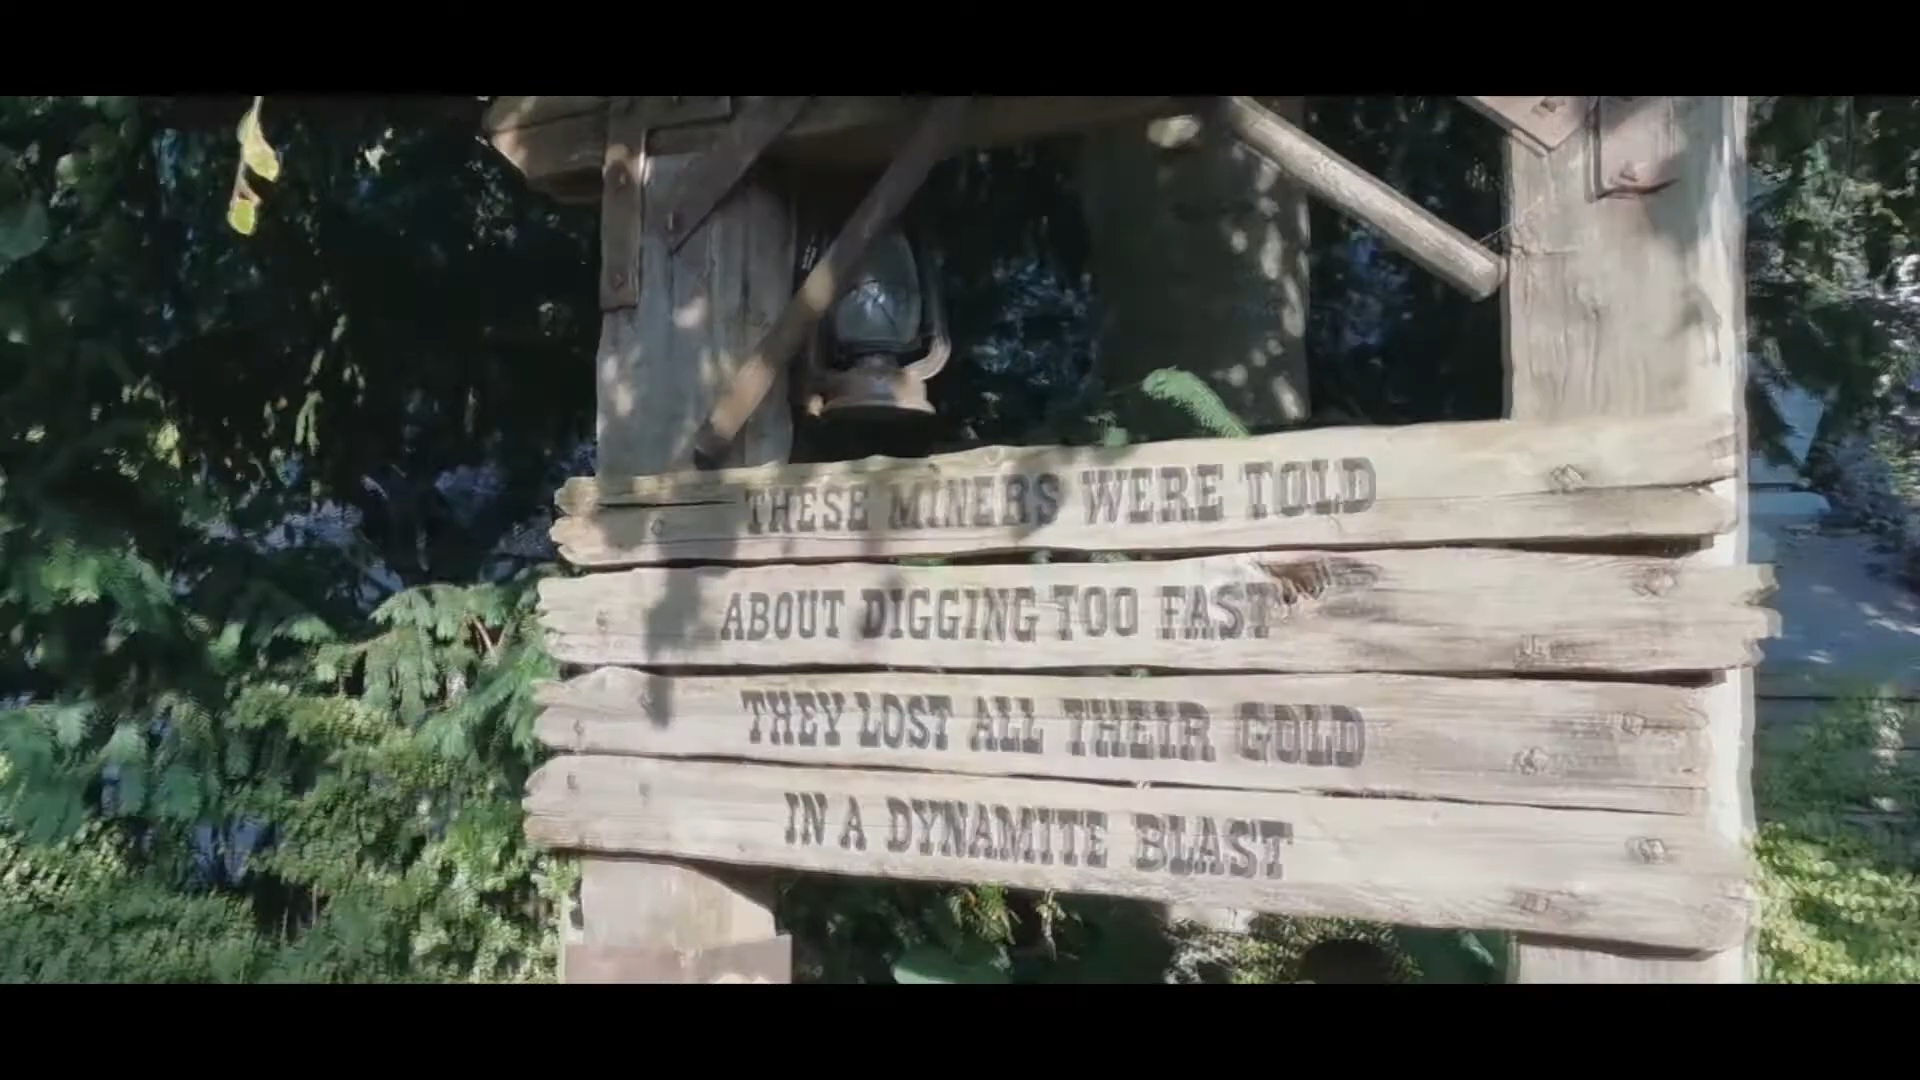 THESE MINERS WERE TOLD
ABOUT DIGGING TOO FAST
THEY LOST ALL THEIR GOLD
IN A DYNAMITE BLAST